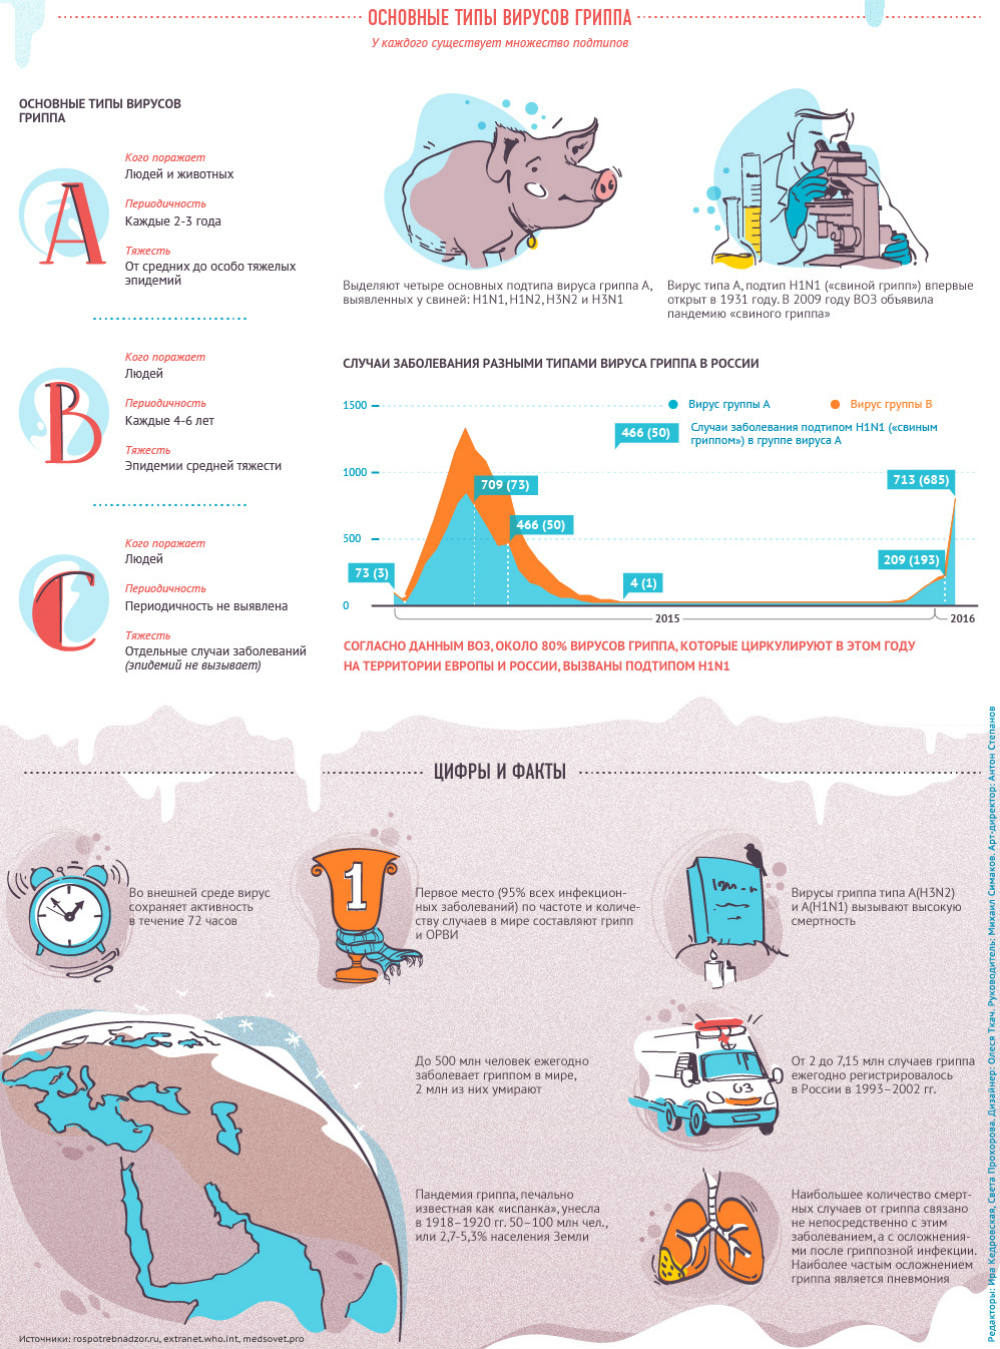 ОСНОВНЫЕ ТИПЫ ВИРУСОВ ГРИППА
У каждого существует множество подтипов
ОСНОВНЫЕ ТИПЫ ВИРУСОВ
ГРИППА
A
Кого поражает
Людей и животных
Периодичность
Каждые 2-3 года
Тяжесть
От средних до особо тяжелых
эпидемий
B
Кого поражает
Людей
Периодичность
Каждые 4-6 лет
Тяжесть
Эпидемии средней тяжести
C
Кого поражает
Людей
Периодичность
Периодичность не выявлена
Тяжесть
Отдельные случаи заболеваний
(эпидемий не вызывает)
Выделяют четыре основных подтипа вируса гриппа А,
выявленных у свиней: H1N1, H1N2, H3N2 и H3N1
Вирус типа А, подтип H1N1 («свиной грипп») впервые
открыт в 1931 году. В 2009 году ВОЗ объявила
пандемию «свиного гриппа»
СЛУЧАИ ЗАБОЛЕВАНИЯ РАЗНЫМИ ТИПАМИ ВИРУСА ГРИППА В РОССИИ
1500
Вирус группы А
Вирус группы В
466 (50)
Случаи заболевания подтипом H1N1 («свиным
гриппом») в группе вируса А
1000
709 (73)
713 (685)
500
466 (50)
209 (193)
73 (3)
4 (1)
0
2015
2016
СОГЛАСНО ДАННЫМ ВОЗ, ОКОЛО 80% ВИРУСОВ ГРИППА, КОТОРЫЕ ЦИРКУЛИРУЮТ В ЭТОМ ГОДУ
НА ТЕРРИТОРИИ ЕВРОПЫ И РОССИИ, ВЫЗВАНЫ ПОДТИПОМ H1N1
ЦИФРЫ И ФАКТЫ
Во внешней среде вирус
сохраняет активность
в течение 72 часов
1
Первое место (95% всех инфекцион-
ных заболеваний) по частоте и количе-
ству случаев в мире составляют грипп
и ОРВИ
Вирусы гриппа типа А(H3N2)
и А(H1N1) вызывают высокую
смертность
До 500 млн человек ежегодно
заболевает гриппом в мире,
2 млн из них умирают
03
От 2 до 7,15 млн случаев гриппа
ежегодно регистрировалось
в России в 1993–2002 гг.
Пандемия гриппа, печально
известная как «испанка», унесла
в 1918–1920 гг. 50–100 млн чел.,
или 2,7-5,3% населения Земли
Наибольшее количество смерт-
ных случаев от гриппа связано
не непосредственно с этим
заболеванием, а с осложнения-
ми после гриппозной инфекции.
Наиболее частым осложнением
гриппа является пневмония
Источники: rospotrebnadzor.ru, extranet.who.int, medsovet.pro
Редакторы: Ира Кедровская, Света Прохорова. Дизайнер: Олеся Ткач. Руководитель: Михаил Симаков. Арт-директор: Антон Степанов